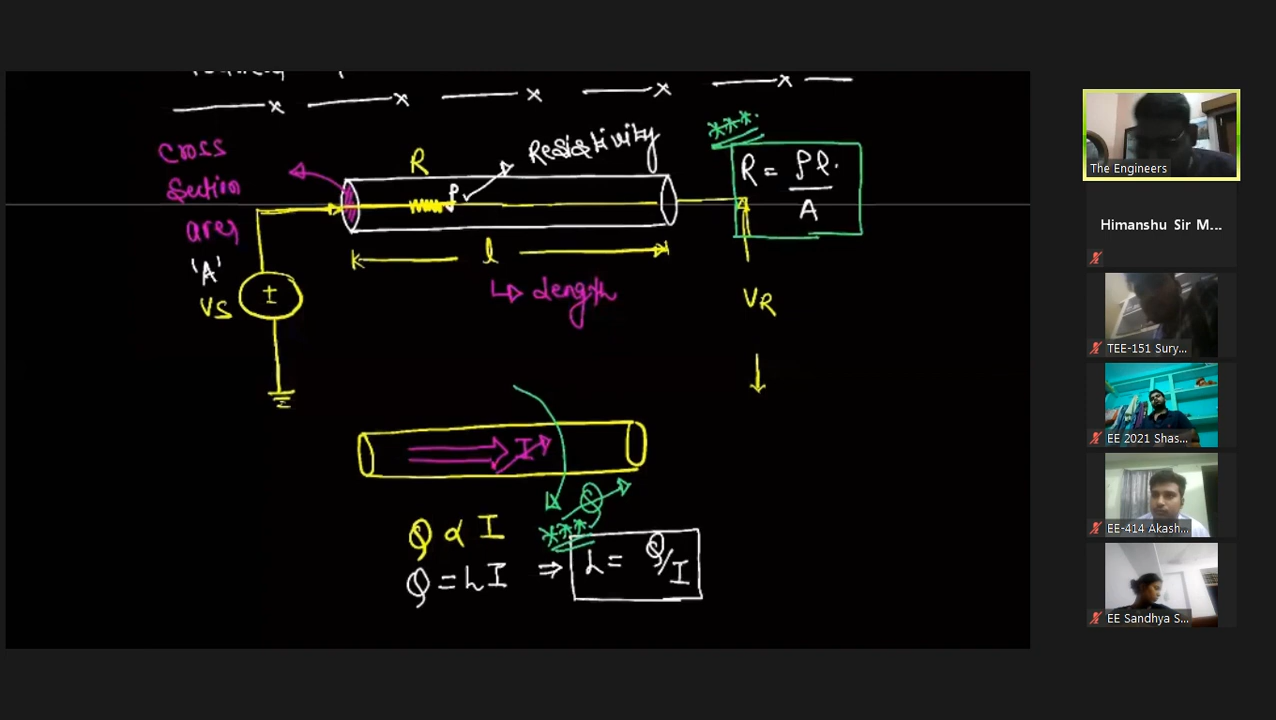 Cross
Section
area
'A'
R
ρ
Resistivity
***
R = ρl
A
l
Length
VS
±
VR
I
Q
Q ∝ I
Q = LI ⇒ L = Q/I
***
The Engineers
Himanshu Sir M...
TEE-151 Sury...
EE 2021 Shas...
EE-414 Akash...
EE Sandhya S...